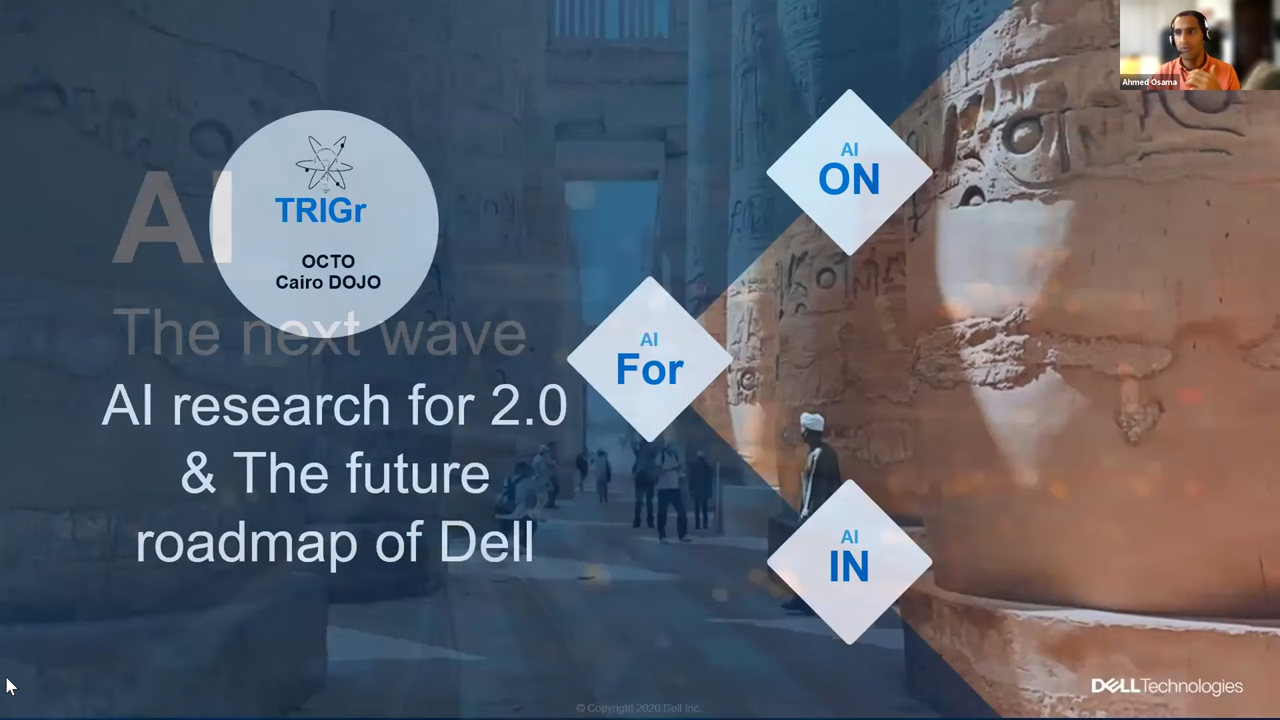 Ahmed Osama
AI
TRIGr
OCTO
Cairo DOJO
The next wave
AI research for 2.0
& The future
roadmap of Dell
AI
ON
AI
For
AI
IN
DELL Technologies
© Copyright 2020 Dell Inc.